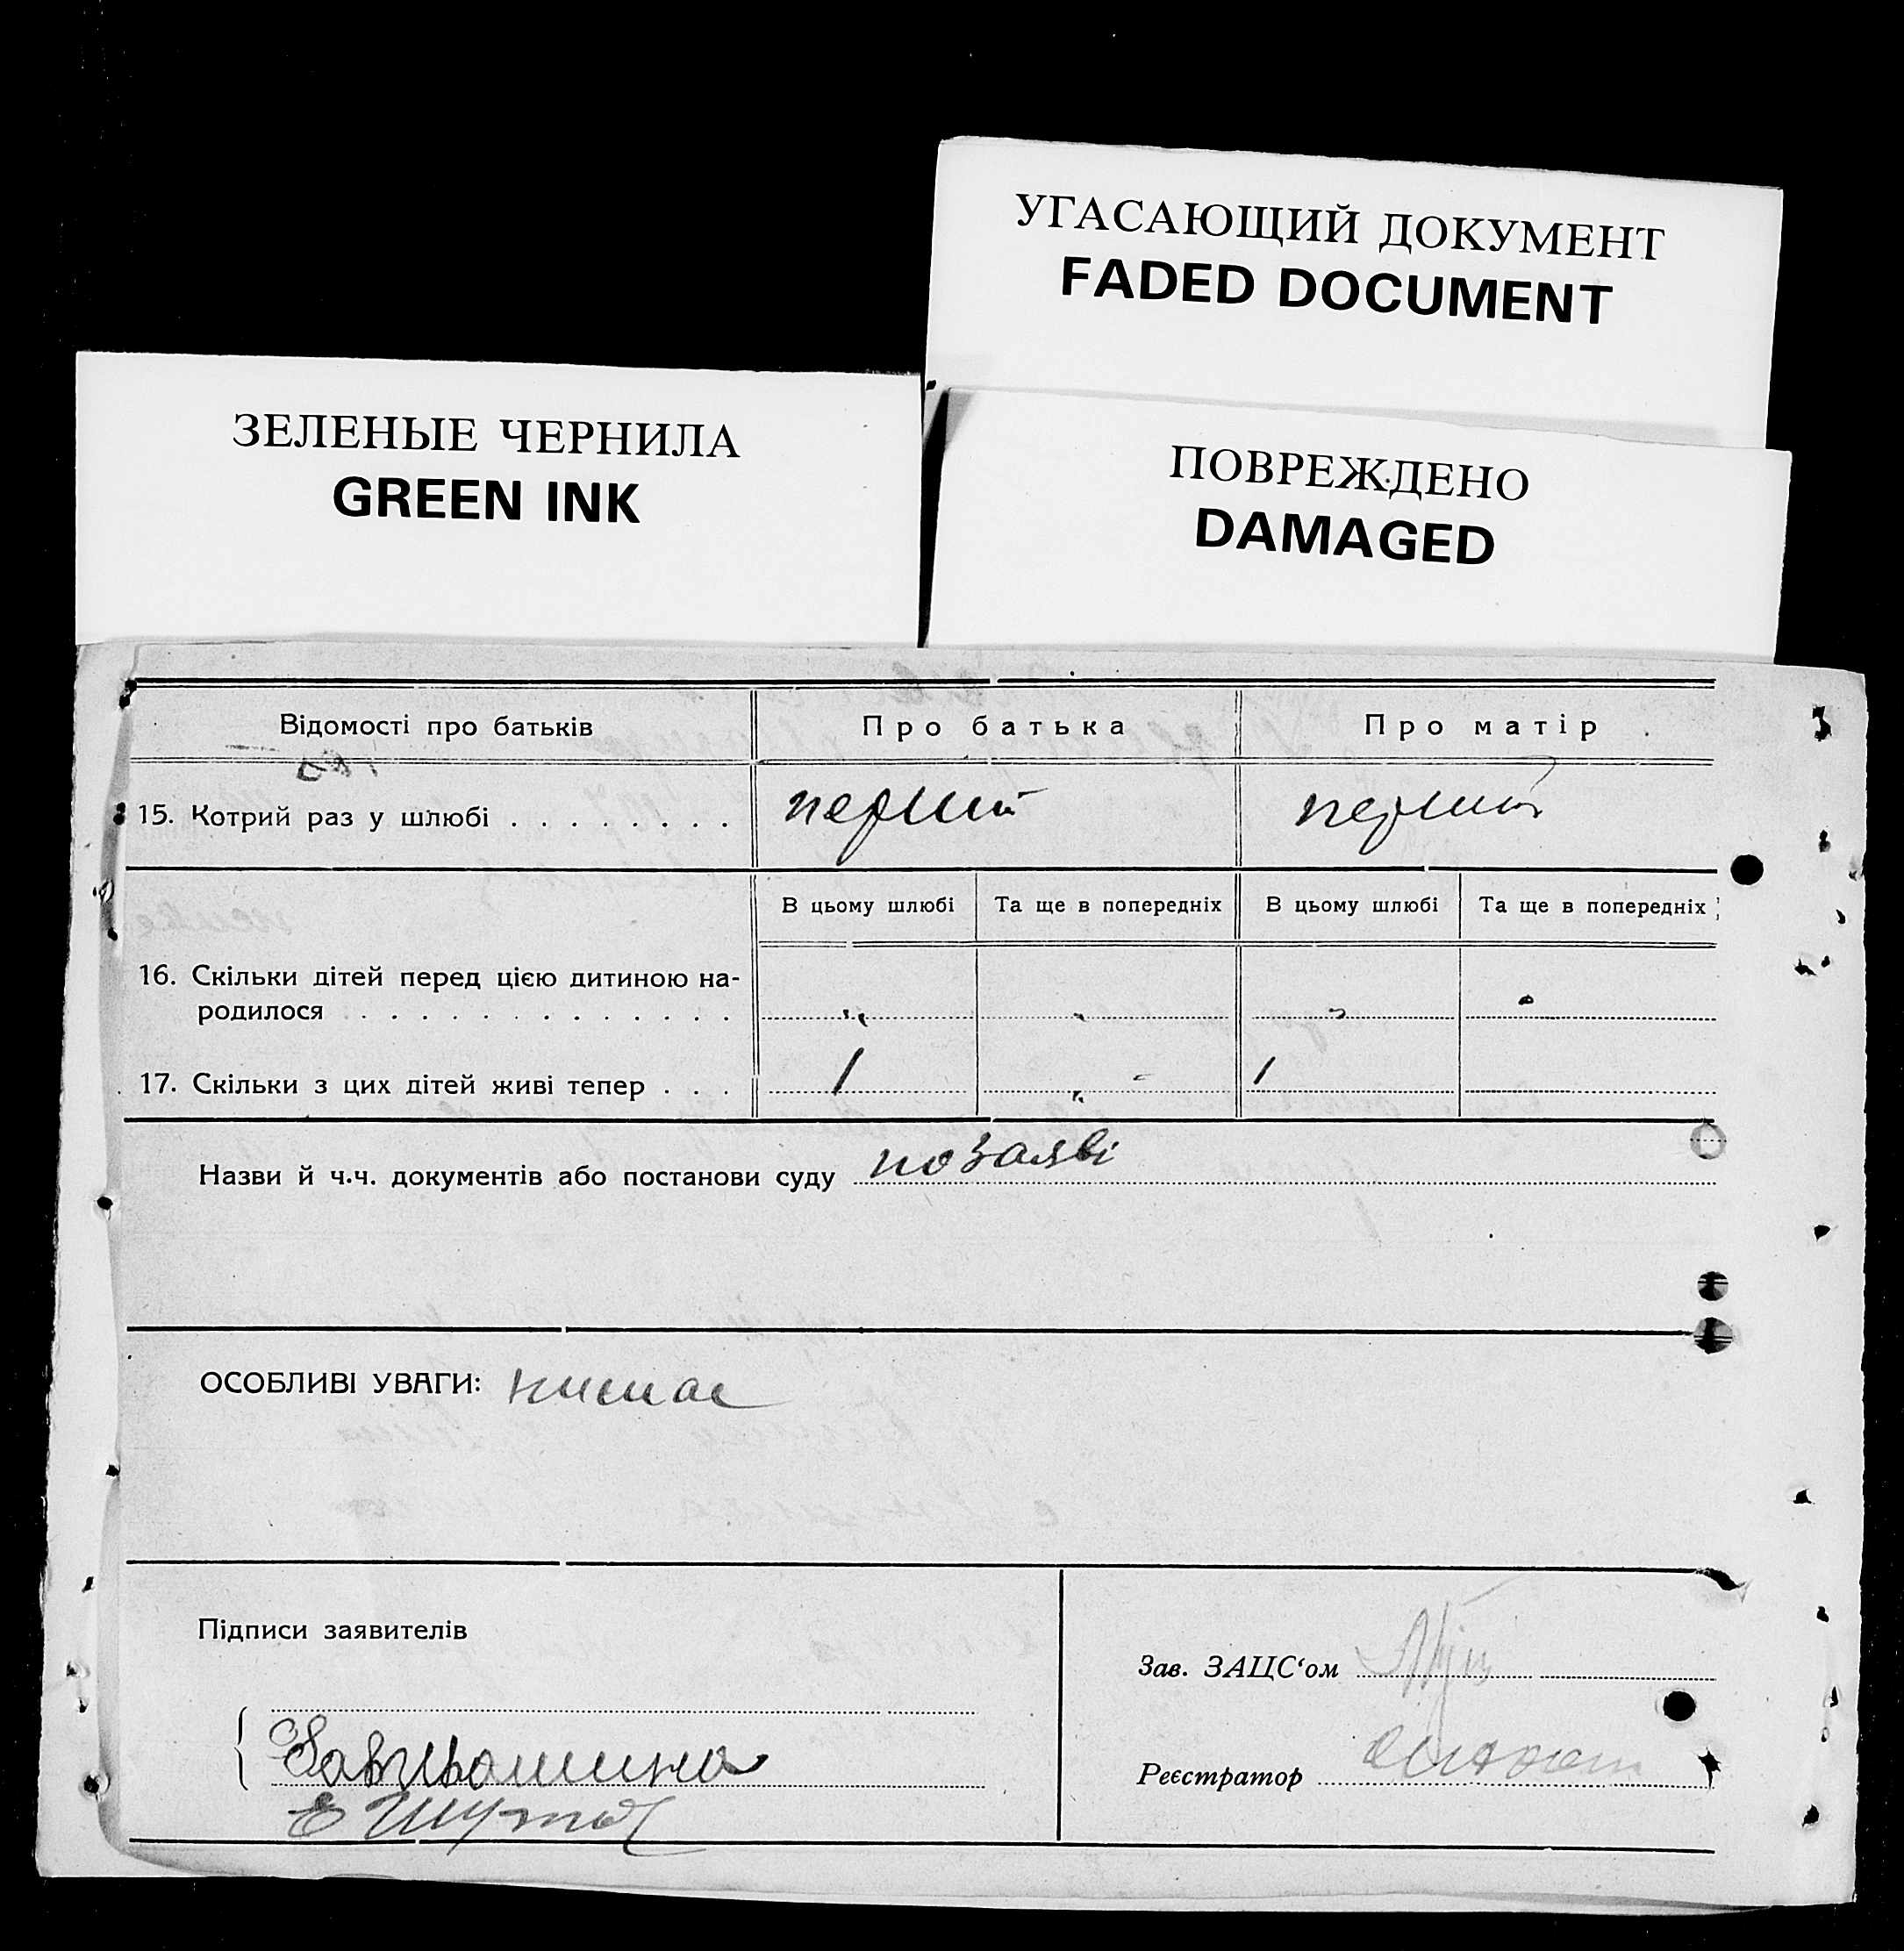 УГАСАЮЩИЙ ДОКУМЕНТ
FADED DOCUMENT
ЗЕЛЕНЫЕ ЧЕРНИЛА
GREEN INK
ПОВРЕЖДЕНО
DAMAGED
Відомості про батьків Про батька Про матір
15. Котрий раз у шлюбі . . . . . . . . перший перший
В цьому шлюбі Та ще в попередніх В цьому шлюбі Та ще в попередніх
16. Скільки дітей перед цією дитиною на-
родилося . . . . . . . . . . . . . .
17. Скільки з цих дітей живі тепер . . . 1 1
Назви й ч.ч. документів або постанови суду по заяві
ОСОБЛИВІ УВАГИ: немає
Підписи заявителів
Зав. ЗАЦС‘ом
Реєстратор